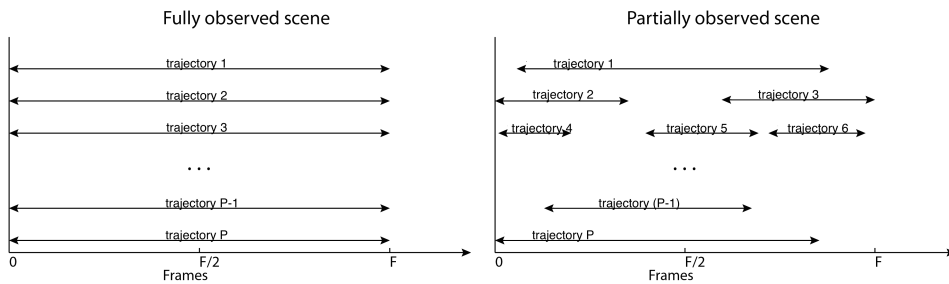 Fully observed scene
trajectory 1
trajectory 2
trajectory 3
...
trajectory P-1
trajectory P
0 F/2 F
Frames
Partially observed scene
trajectory 1
trajectory 2 trajectory 3
trajectory 4 trajectory 5 trajectory 6
...
trajectory (P-1)
trajectory P
0 F/2 F
Frames